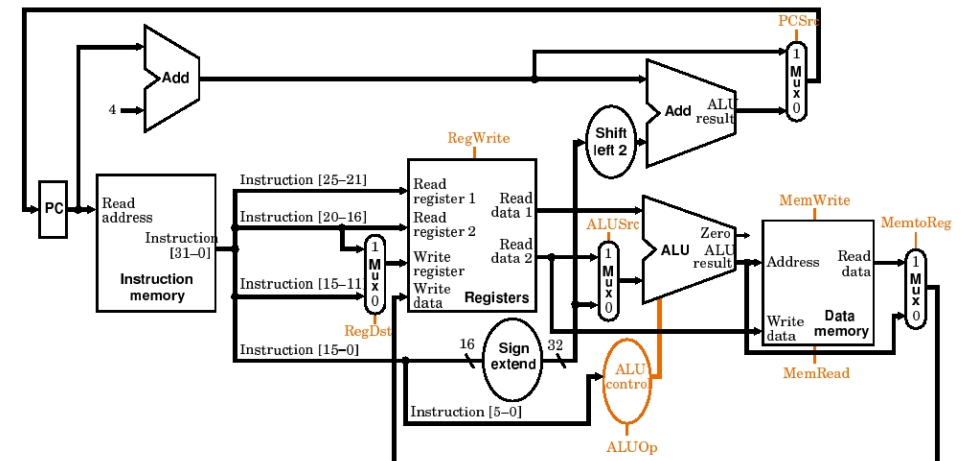 PCSrc
1
M
u
x
0
Add
4
Add
ALU
result
Shift
left 2
RegWrite
PC
Read
address
Instruction
[31–0]
Instruction
memory
Instruction [25–21]
Instruction [20–16]
Instruction [15–11]
Instruction [15–0]
Instruction [5–0]
1
M
u
x
0
RegDst
Read
register 1
Read
register 2
Write
register
Write
data
Read
data 1
Read
data 2
Registers
16
Sign
extend
32
ALUSrc
1
M
u
x
0
Zero
ALU
ALU
result
ALU
control
ALUOp
MemWrite
Address
Read
data
Write
data
Data
memory
MemRead
MemtoReg
1
M
u
x
0